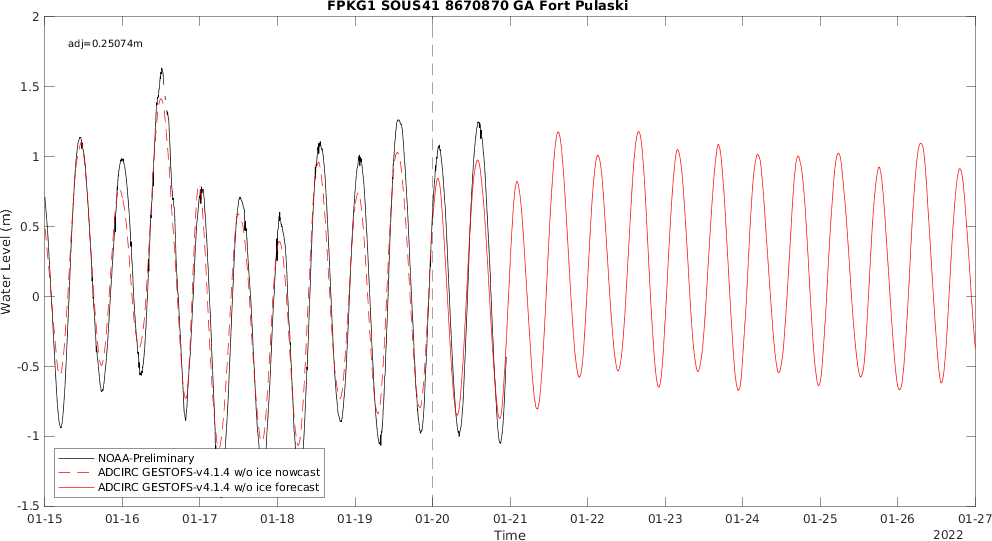 FPKG1 SOUS41 8670870 GA Fort Pulaski
adj=0.25074m
2
1.5
1
0.5
0
-0.5
-1
-1.5
Water Level (m)
NOAA-Preliminary
ADCIRC GESTOFS-v4.1.4 w/o ice nowcast
ADCIRC GESTOFS-v4.1.4 w/o ice forecast
01-15 01-16 01-17 01-18 01-19 01-20 01-21 01-22 01-23 01-24 01-25 01-26 01-27
Time
2022